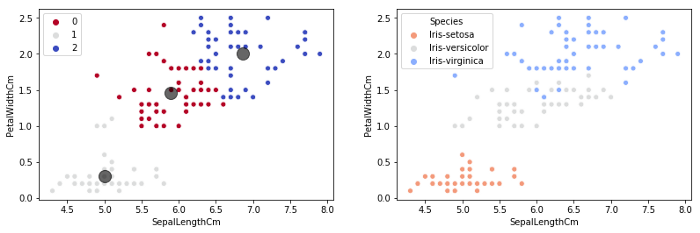 2.5
2.0
1.5
1.0
0.5
0.0
PetalWidthCm
0
1
2
4.5 5.0 5.5 6.0 6.5 7.0 7.5 8.0
SepalLengthCm
2.5
2.0
1.5
1.0
0.5
0.0
PetalWidthCm
Species
Iris-setosa
Iris-versicolor
Iris-virginica
4.5 5.0 5.5 6.0 6.5 7.0 7.5 8.0
SepalLengthCm